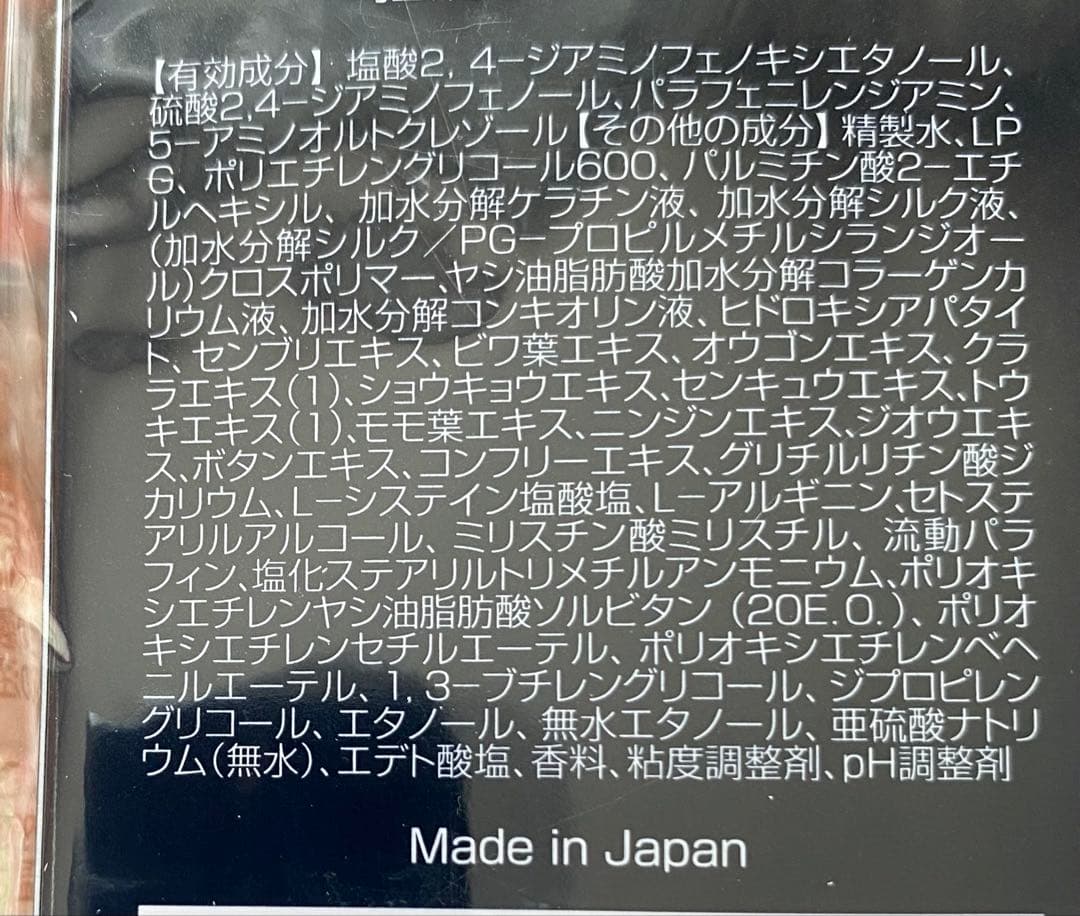 【有効成分】 塩酸2, 4−ジアミノフェノキシエタノール、
硫酸2,4−ジアミノフェノール、パラフェニレンジアミン、
5−アミノオルトクレゾール【その他の成分】精製水、LP
G、ポリエチレングリコール600、パルミチン酸2−エチ
ルヘキシル、加水分解ケラチン液、加水分解シルク液、
(加水分解シルク/PG−プロピルメチルシランジオー
ル)クロスポリマー、ヤシ油脂肪酸加水分解コラーゲンカ
リウム液、加水分解コンキオリン液、ヒドロキシアパタイ
ト、センブリエキス、ビワ葉エキス、オウゴンエキス、クラ
ラエキス(1)、ショウキョウエキス、センキュウエキス、トウ
キエキス(1)、モモ葉エキス、ニンジンエキス、ジオウエキ
ス、ボタンエキス、コンフリーエキス、グリチルリチン酸ジ
カリウム、L−システイン塩酸塩、L−アルギニン、セトステ
アリルアルコール、ミリスチン酸ミリスチル、流動パラ
フィン、塩化ステアリルトリメチルアンモニウム、ポリオキ
シエチレンヤシ油脂肪酸ソルビタン (20E.O.)、ポリオ
キシエチレンセチルエーテル、ポリオキシエチレンベヘ
ニルエーテル、1,3−ブチレングリコール、ジプロピレン
グリコール、エタノール、無水エタノール、亜硫酸ナトリ
ウム(無水)、エデト酸塩、香料、粘度調整剤、pH調整剤
Made in Japan